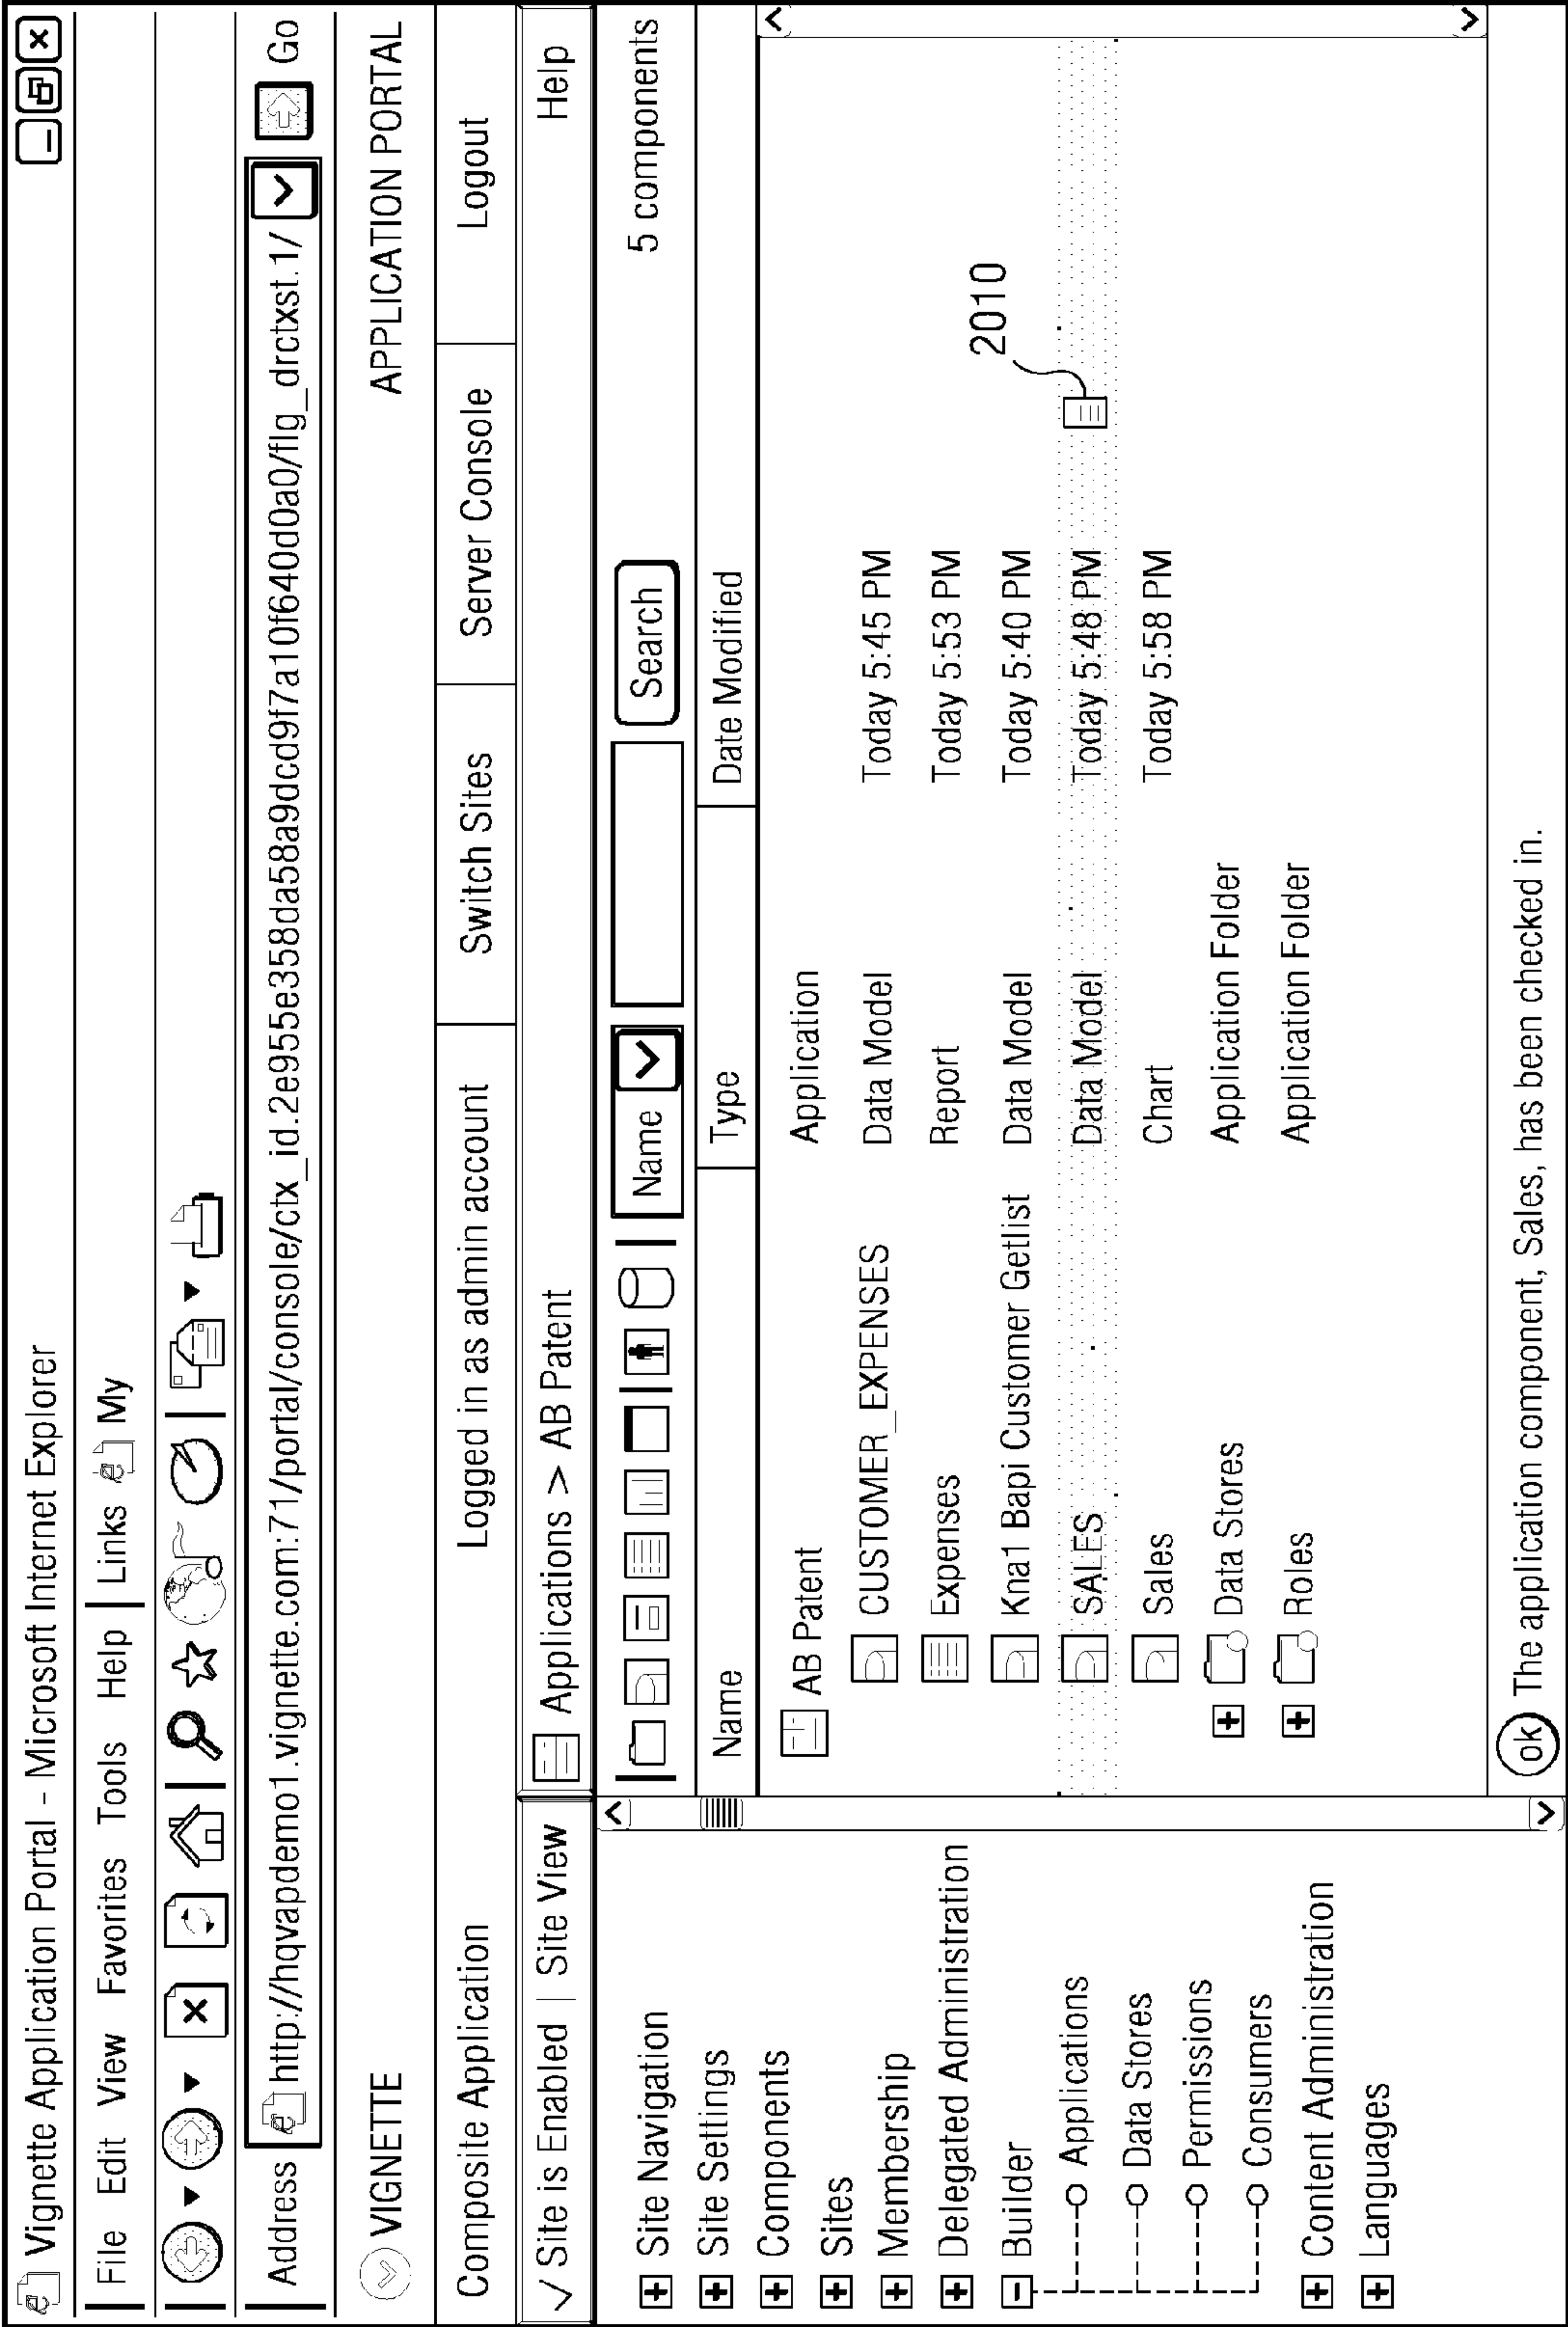 Vignette Application Portal - Microsoft Internet Explorer
File Edit View Favorites Tools Help Links My
Address http://hqvapdemo1.vignette.com:71/portal/console/ctx_id.2e955e358da58a9dcd9f7a10f640d0a0/flg_drctxst.1/ Go
VIGNETTE APPLICATION PORTAL
Composite Application Logged in as admin account Switch Sites Server Console Logout
√ Site is Enabled | Site View Applications > AB Patent Help
Name Search 5 components
Name Type Date Modified
Site Navigation
Site Settings
Components
Sites
Membership
Delegated Administration
Builder
Applications
Data Stores
Permissions
Consumers
Content Administration
Languages
AB Patent Application
CUSTOMER_EXPENSES Data Model Today 5:45 PM
Expenses Report Today 5:53 PM
Kna1 Bapi Customer Getlist Data Model Today 5:40 PM
2010
SALES Data Model Today 5:48 PM
Sales Chart Today 5:58 PM
Data Stores Application Folder
Roles Application Folder
ok The application component, Sales, has been checked in.